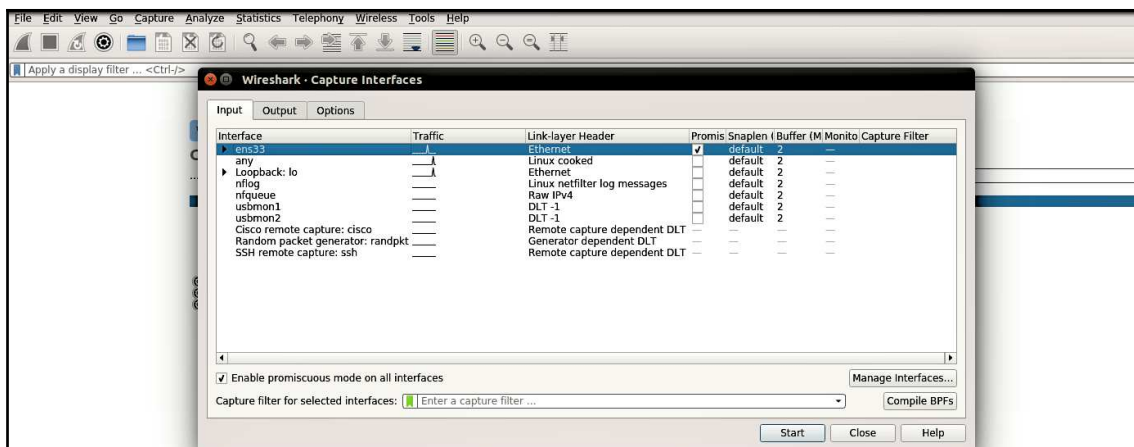 File Edit View Go Capture Analyze Statistics Telephony Wireless Tools Help
Apply a display filter ... <Ctrl-/>
Wireshark · Capture Interfaces
Input Output Options
Interface Traffic Link-layer Header Promis Snaplen ( Buffer (M Monito Capture Filter
ens33 Ethernet default 2 —
any Linux cooked default 2 —
Loopback: lo Ethernet default 2 —
nflog Linux netfilter log messages default 2 —
nfqueue Raw IPv4 default 2 —
usbmon1 DLT -1 default 2 —
usbmon2 DLT -1 default 2 —
Cisco remote capture: cisco Remote capture dependent DLT — — — —
Random packet generator: randpkt Generator dependent DLT — — — —
SSH remote capture: ssh Remote capture dependent DLT — — — —
Enable promiscuous mode on all interfaces Manage Interfaces...
Capture filter for selected interfaces: Enter a capture filter ... Compile BPFs
Start Close Help